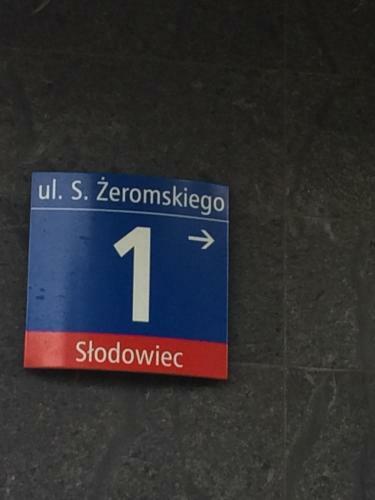 ul. S. Żeromskiego
1 →
Słodowiec